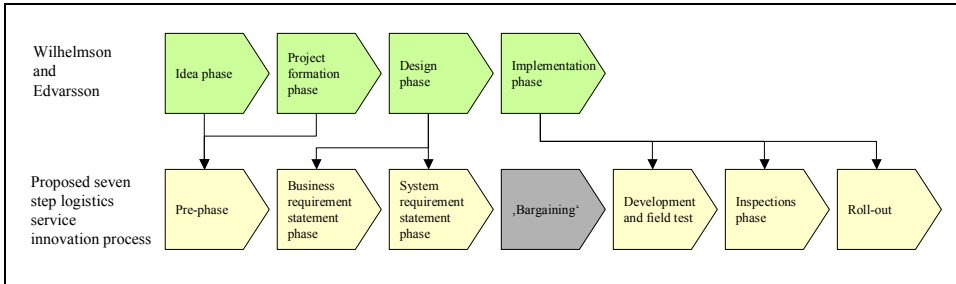 Wilhelmson
and
Edvarsson
Idea phase
Project
formation
phase
Design
phase
Implementation
phase
Proposed seven
step logistics
service
innovation process
Pre-phase
Business
requirement
statement
phase
System
requirement
statement
phase
‚Bargaining‘
Development
and field test
Inspections
phase
Roll-out